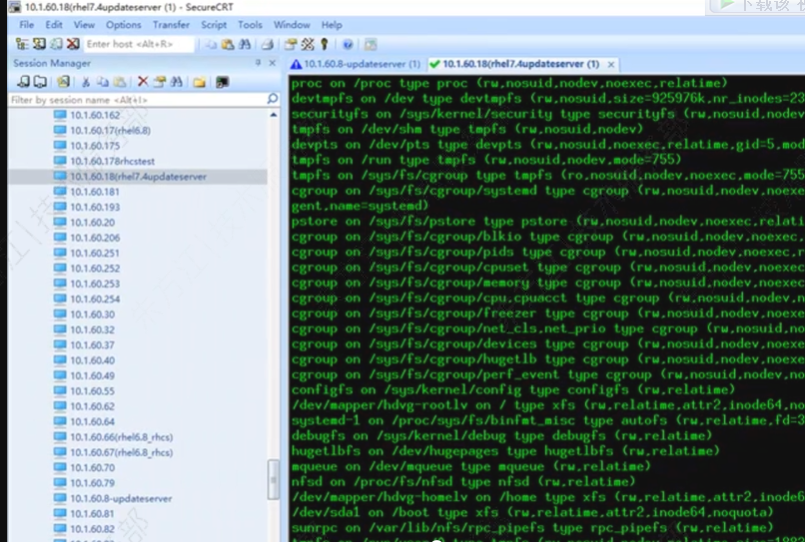 10.1.60.18(rhel7.4updateserver (1) - SecureCRT
下载该
File Edit View Options Transfer Script Tools Window Help
Enter host <Alt+R>
Session Manager
10.1.60.8-updateserver (1)
10.1.60.18(rhel7.4updateserver (1)
Filter by session name <Alt+I>
10.1.60.162
10.1.60.17(rhel6.8)
10.1.60.175
10.1.60.178rhcstest
10.1.60.18(rhel7.4updateserver
10.1.60.181
10.1.60.193
10.1.60.20
10.1.60.206
10.1.60.251
10.1.60.252
10.1.60.253
10.1.60.254
10.1.60.30
10.1.60.32
10.1.60.37
10.1.60.40
10.1.60.49
10.1.60.55
10.1.60.62
10.1.60.64
10.1.60.66(rhel6.8_rhcs)
10.1.60.67(rhel6.8_rhcs)
10.1.60.70
10.1.60.79
10.1.60.8-updateserver
10.1.60.81
10.1.60.82
proc on /proc type proc (rw,nosuid,nodev,noexec,relatime)
devtmpfs on /dev type devtmpfs (rw,nosuid,size=925976k,nr_inodes=23
securityfs on /sys/kernel/security type securityfs (rw,nosuid,nodev
tmpfs on /dev/shm type tmpfs (rw,nosuid,nodev)
devpts on /dev/pts type devpts (rw,nosuid,noexec,relatime,gid=5,mod
tmpfs on /run type tmpfs (rw,nosuid,nodev,mode=755)
tmpfs on /sys/fs/cgroup type tmpfs (ro,nosuid,nodev,noexec,mode=755
cgroup on /sys/fs/cgroup/systemd type cgroup (rw,nosuid,nodev,noexe
gent,name=systemd)
pstore on /sys/fs/pstore type pstore (rw,nosuid,nodev,noexec,relati
cgroup on /sys/fs/cgroup/blkio type cgroup (rw,nosuid,nodev,noexec,
cgroup on /sys/fs/cgroup/pids type cgroup (rw,nosuid,nodev,noexec,r
cgroup on /sys/fs/cgroup/cpuset type cgroup (rw,nosuid,nodev,noexec
cgroup on /sys/fs/cgroup/memory type cgroup (rw,nosuid,nodev,noexec
cgroup on /sys/fs/cgroup/cpu,cpuacct type cgroup (rw,nosuid,nodev,n
cgroup on /sys/fs/cgroup/freezer type cgroup (rw,nosuid,nodev,noexe
cgroup on /sys/fs/cgroup/net_cls,net_prio type cgroup (rw,nosuid,no
cgroup on /sys/fs/cgroup/devices type cgroup (rw,nosuid,nodev,noexe
cgroup on /sys/fs/cgroup/hugetlb type cgroup (rw,nosuid,nodev,noexe
cgroup on /sys/fs/cgroup/perf_event type cgroup (rw,nosuid,nodev,no
configfs on /sys/kernel/config type configfs (rw,relatime)
/dev/mapper/hdvg-rootlv on / type xfs (rw,relatime,attr2,inode64,no
systemd-1 on /proc/sys/fs/binfmt_misc type autofs (rw,relatime,fd=3
debugfs on /sys/kernel/debug type debugfs (rw,relatime)
hugetlbfs on /dev/hugepages type hugetlbfs (rw,relatime)
mqueue on /dev/mqueue type mqueue (rw,relatime)
nfsd on /proc/fs/nfsd type nfsd (rw,relatime)
/dev/mapper/hdvg-homelv on /home type xfs (rw,relatime,attr2,inode6
/dev/sda1 on /boot type xfs (rw,relatime,attr2,inode64,noquota)
sunrpc on /var/lib/nfs/rpc_pipefs type rpc_pipefs (rw,relatime)